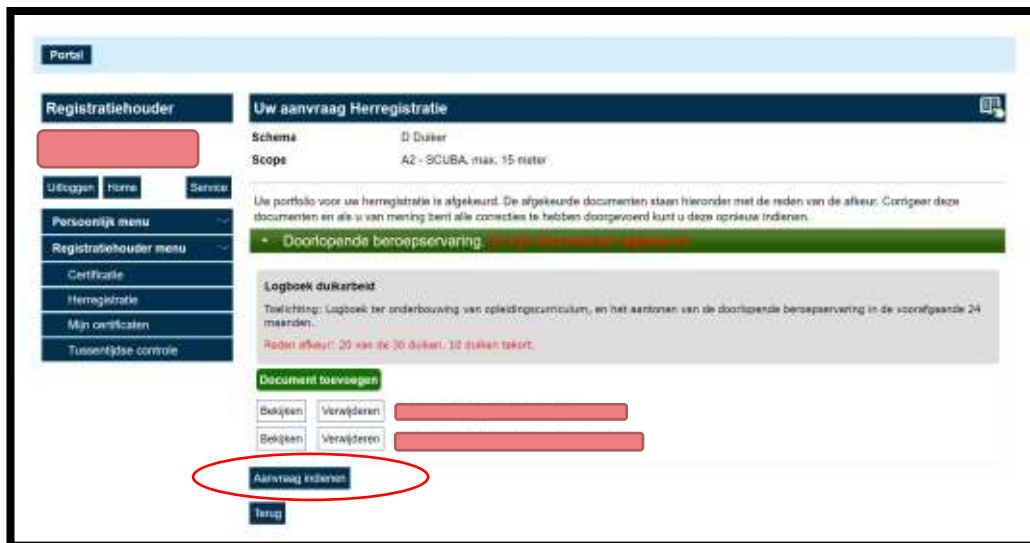 Portal
Registratiehouder
Uitloggen Home Service
Persoonlijk menu
Registratiehouder menu
Certificatie
Herregistratie
Mijn certificaten
Tussentijdse controle
Uw aanvraag Herregistratie
Schema D Duiker
Scope A2 - SCUBA, max. 15 meter
Uw portfolio voor uw herregistratie is afgekeurd. De afgekeurde documenten staan hieronder met de reden van de afkeur. Corrigeer deze
documenten en als u van mening bent alle correcties te hebben doorgevoerd kunt u deze opnieuw indienen.
Doorlopende beroepservaring.
Logboek duikarbeid
Toelichting: Logboek ter onderbouwing van opleidingscurriculum, en het aantonen van de doorlopende beroepservaring in de voorafgaande 24
maanden.
Reden afkeur: 20 van de 30 duiken. 10 duiken tekort.
Document toevoegen
Bekijken Verwijderen
Bekijken Verwijderen
Aanvraag indienen
Terug